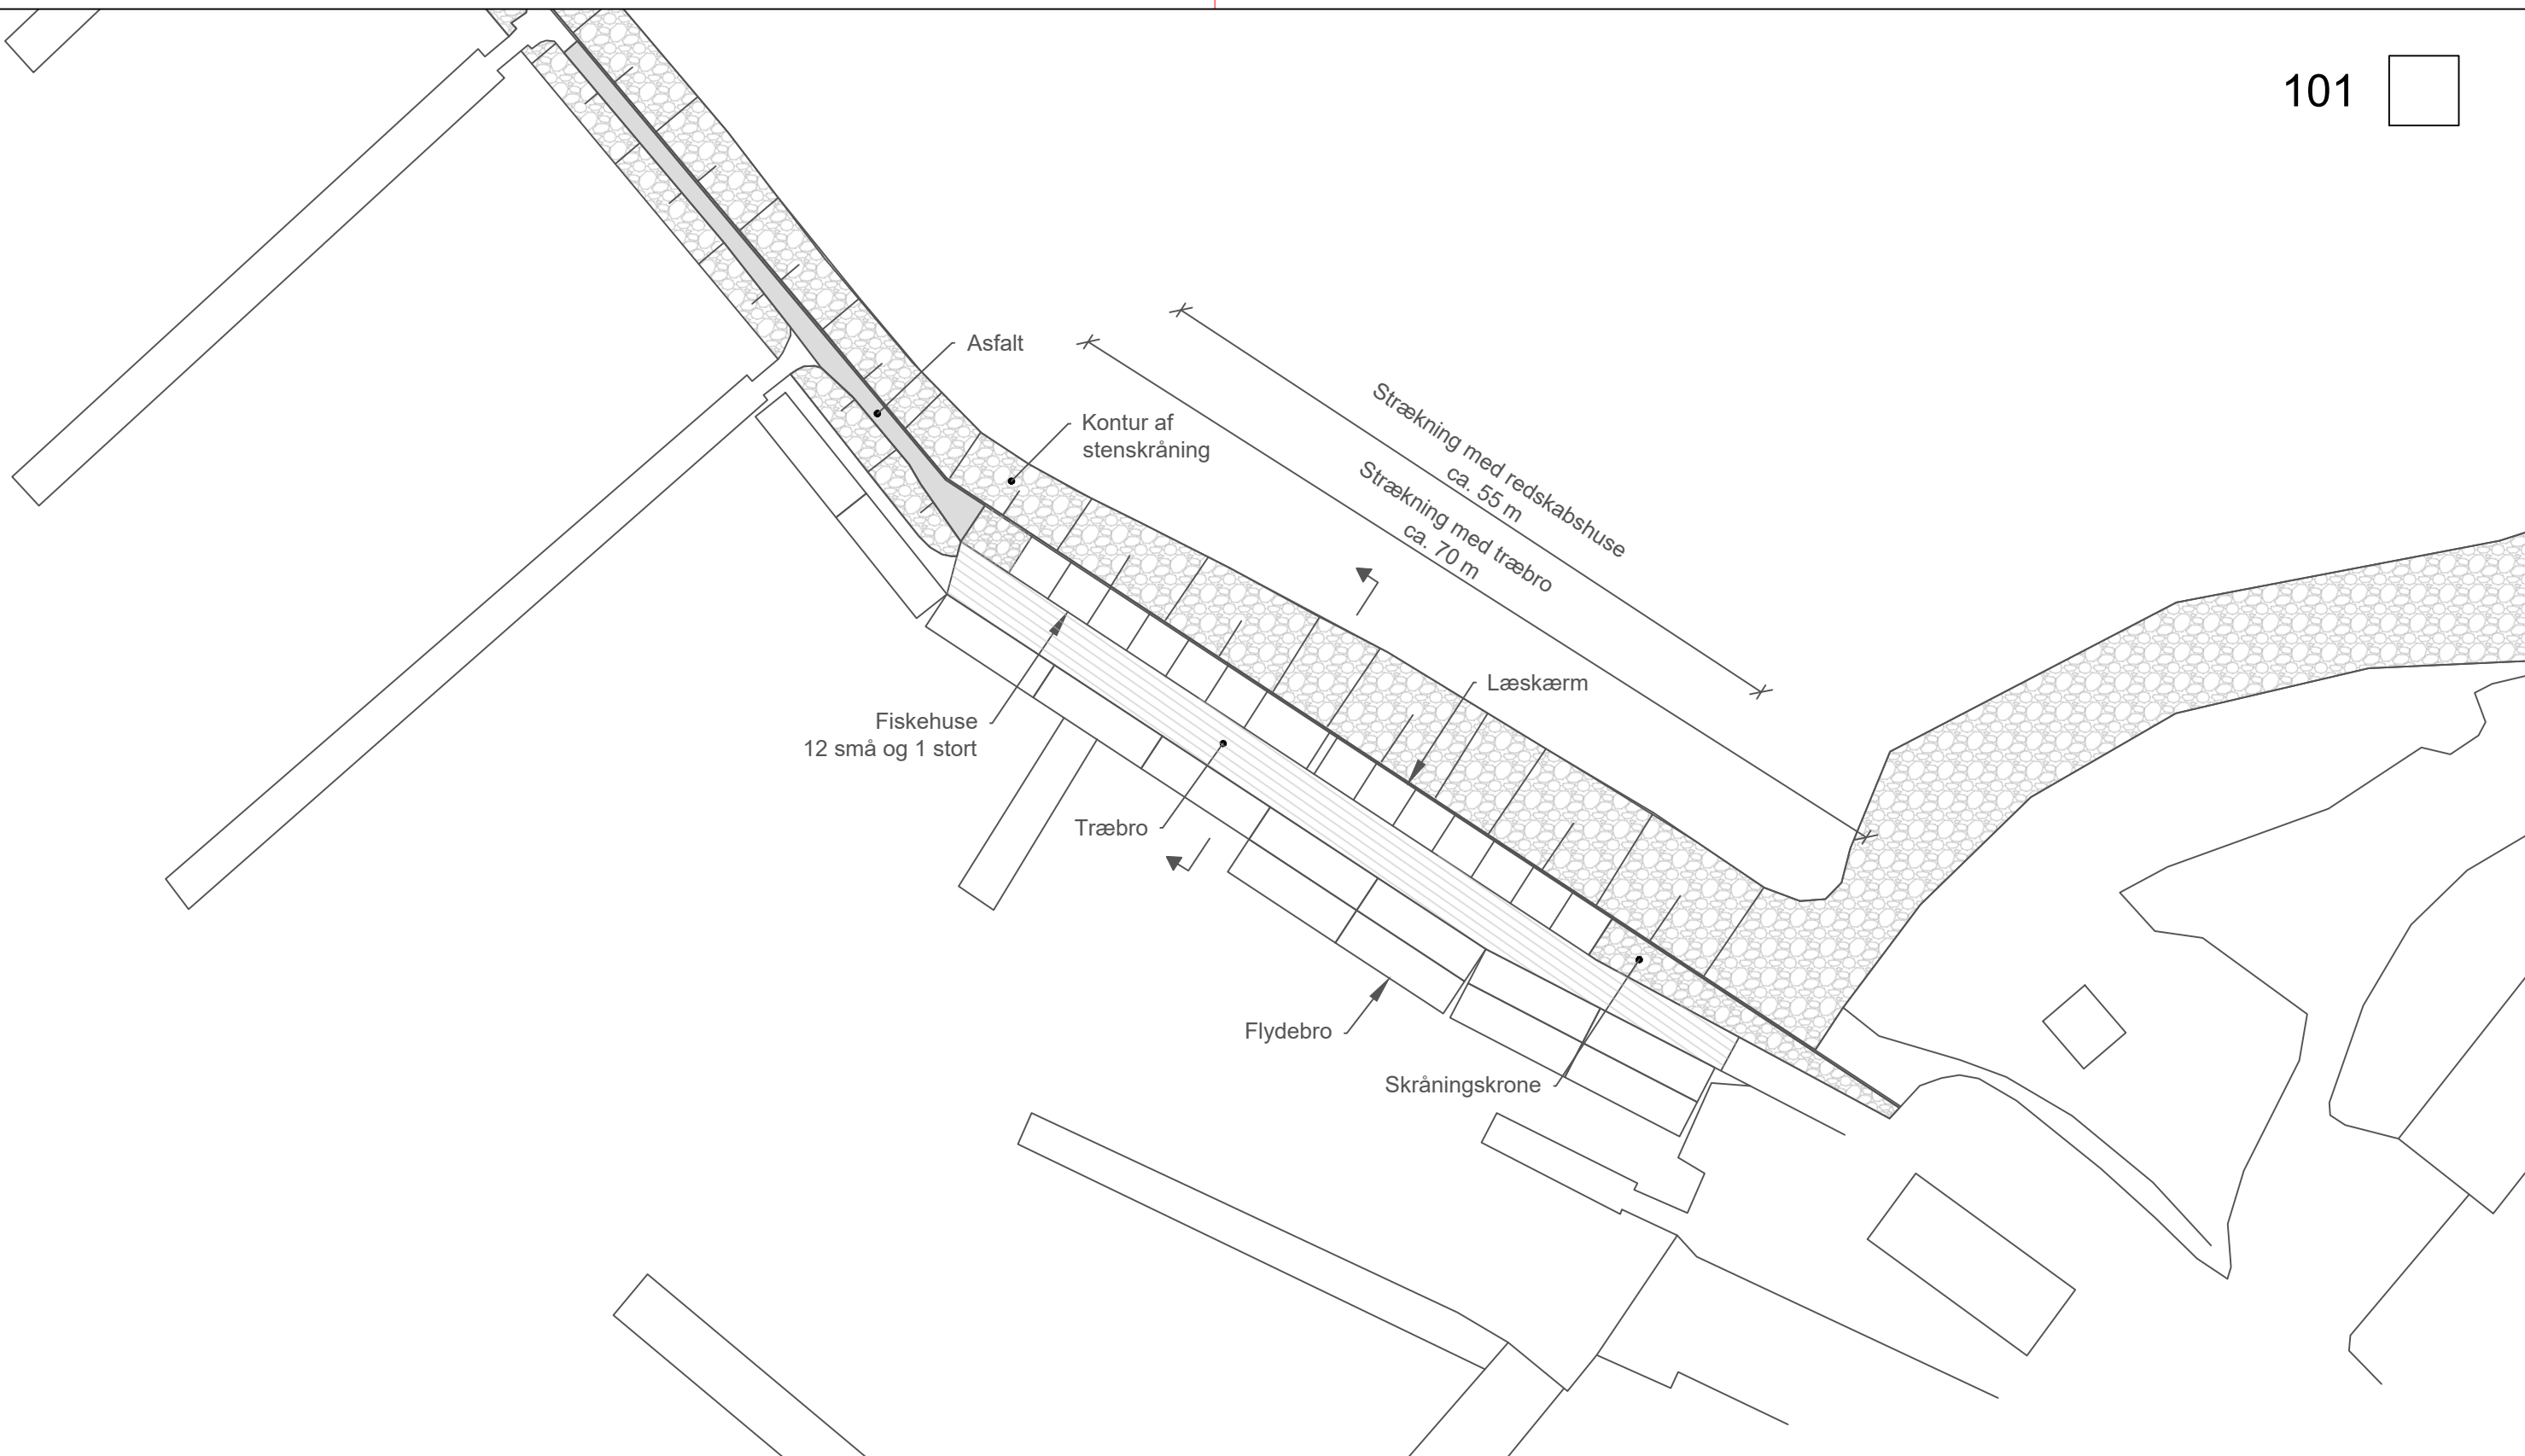 101
Asfalt
Kontur af
stenskråning
Strækning med redskabshuse
ca. 55 m
Strækning med træbro
ca. 70 m
Læskærm
Fiskehuse
12 små og 1 stort
Træbro
Flydebro
Skråningskrone